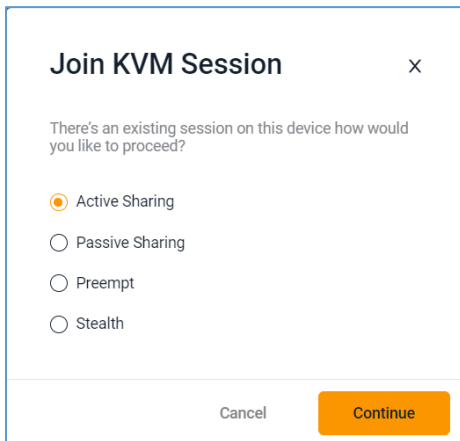 Join KVM Session
X
There's an existing session on this device how would
you like to proceed?
Active Sharing
Passive Sharing
Preempt
Stealth
Cancel
Continue